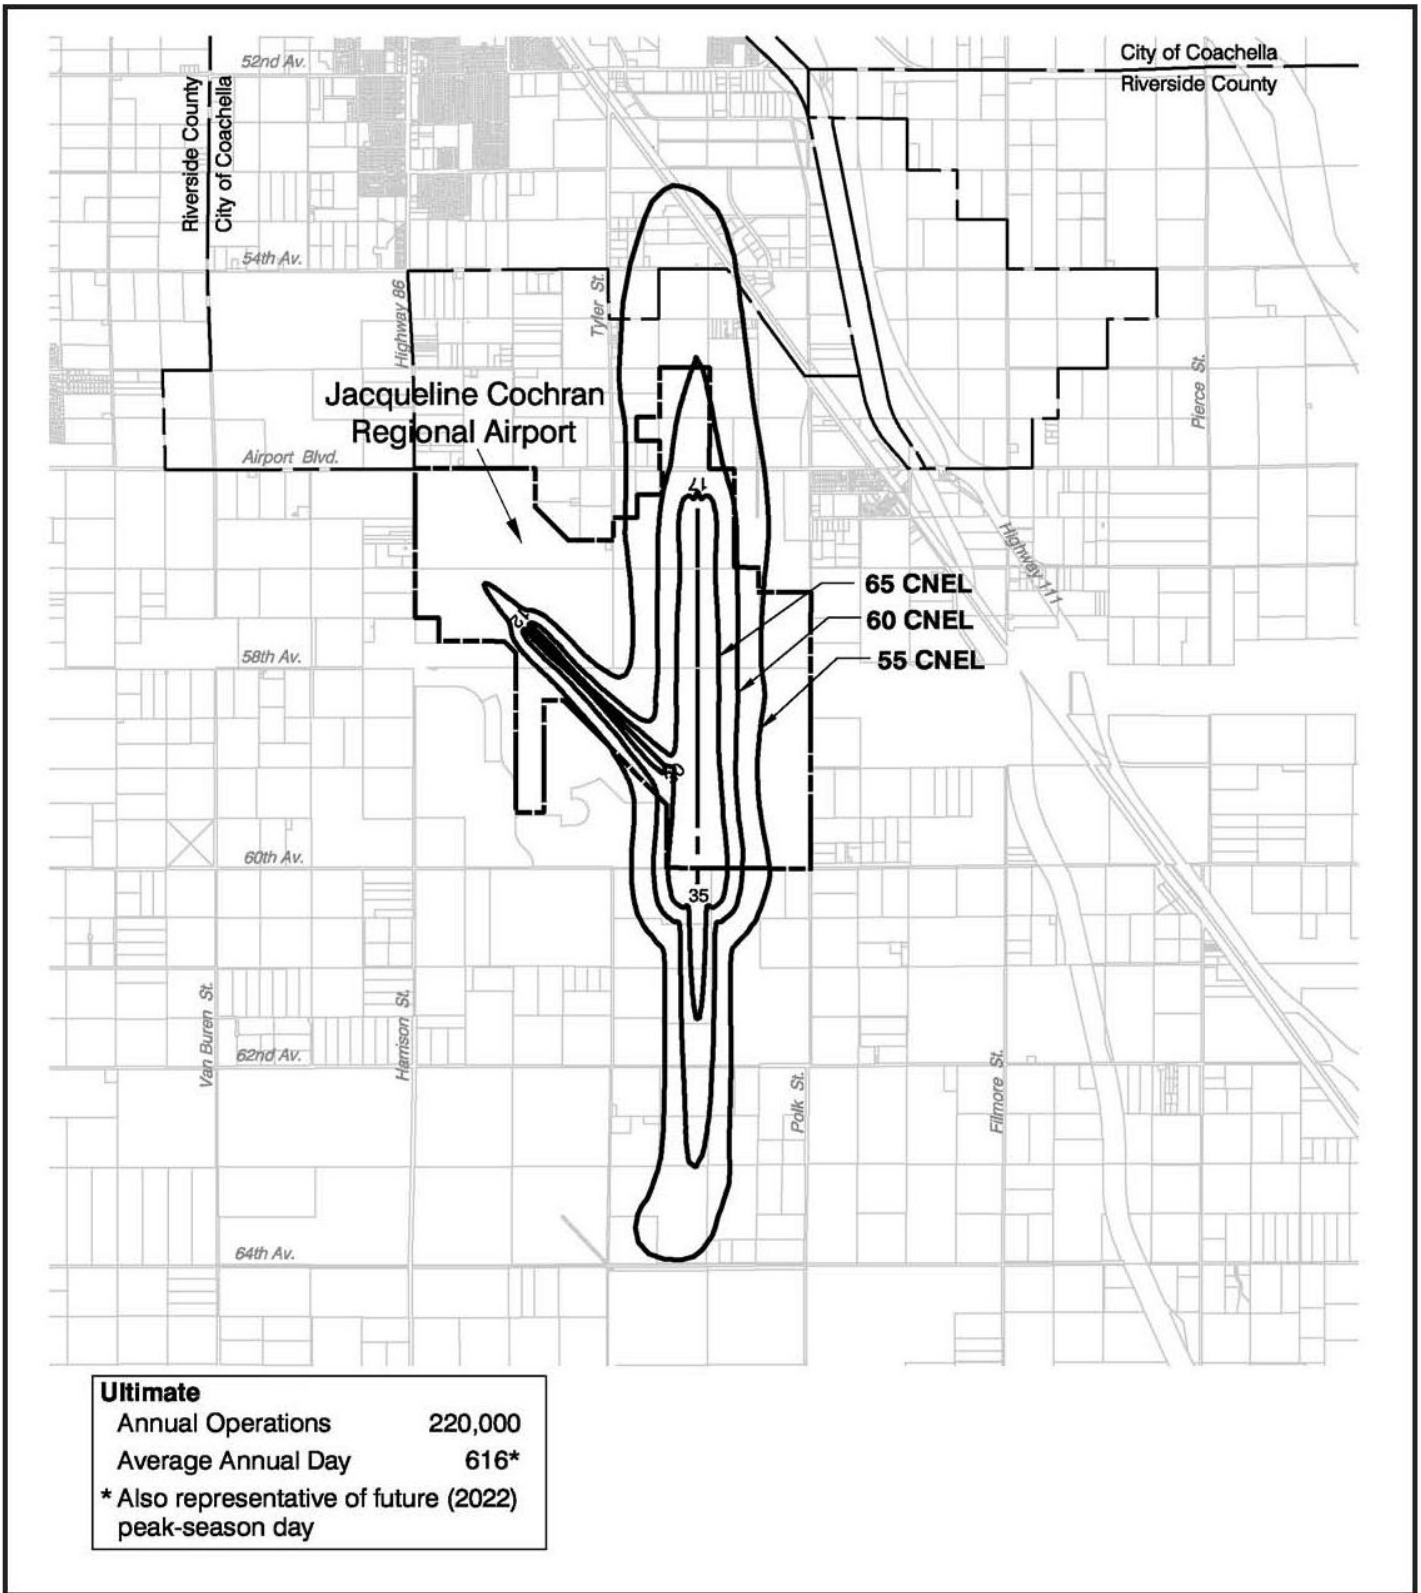 City of Coachella
Riverside County
52nd Av.
Riverside County
City of Coachella
54th Av.
Highway 86
Tyler St.
Pierce St.
Jacqueline Cochran
Regional Airport
Airport Blvd.
17
Highway 111
65 CNEL
60 CNEL
55 CNEL
12
58th Av.
60th Av.
35
Van Buren St.
Harrison St.
62nd Av.
Polk St.
Filmore St.
64th Av.
Ultimate
Annual Operations 220,000
Average Annual Day 616*
* Also representative of future (2022)
peak-season day